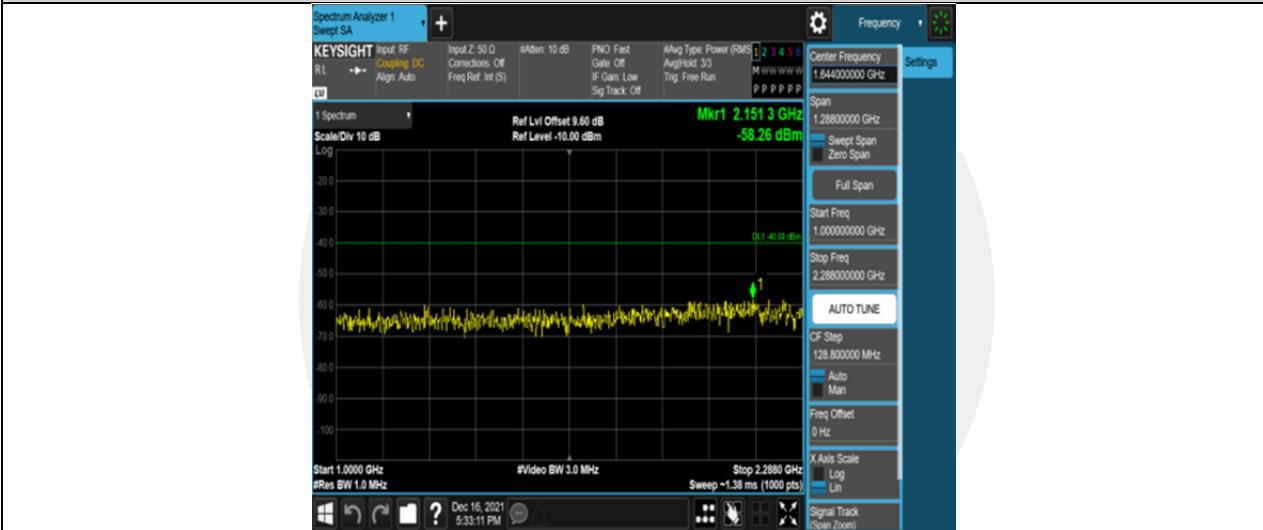 Spectrum Analyzer 1
Swept SA
+
Frequency
KEYSIGHT
Input: RF
Coupling: DC
Align: Auto
RL
LV
Input Z: 50 Ω
Corrections: Off
Freq Ref: Int (S)
#Atten: 10 dB
PNO: Fast
Gate: Off
IF Gain: Low
Sig Track: Off
#Avg Type: Power (RMS
Avg|Hold: 3/3
Trig: Free Run
1 2 3 4 5 6
M W W W W W
P P P P P P
1 Spectrum
Scale/Div 10 dB
Log
Ref Lvl Offset 9.60 dB
Ref Level -10.00 dBm
Mkr1 2.151 3 GHz
-58.26 dBm
-20.0
-30.0
-40.0
-50.0
-60.0
-70.0
-80.0
-90.0
-100
DL1 -40.00 dBm
1
Start 1.0000 GHz
#Res BW 1.0 MHz
#Video BW 3.0 MHz
Stop 2.2880 GHz
Sweep ~1.38 ms (1000 pts)
?
Dec 16, 2021
5:33:11 PM
Center Frequency
1.644000000 GHz
Span
1.28800000 GHz
Swept Span
Zero Span
Full Span
Start Freq
1.000000000 GHz
Stop Freq
2.288000000 GHz
AUTO TUNE
CF Step
128.800000 MHz
Auto
Man
Freq Offset
0 Hz
X Axis Scale
Log
Lin
Signal Track
(Span Zoom)
Settings